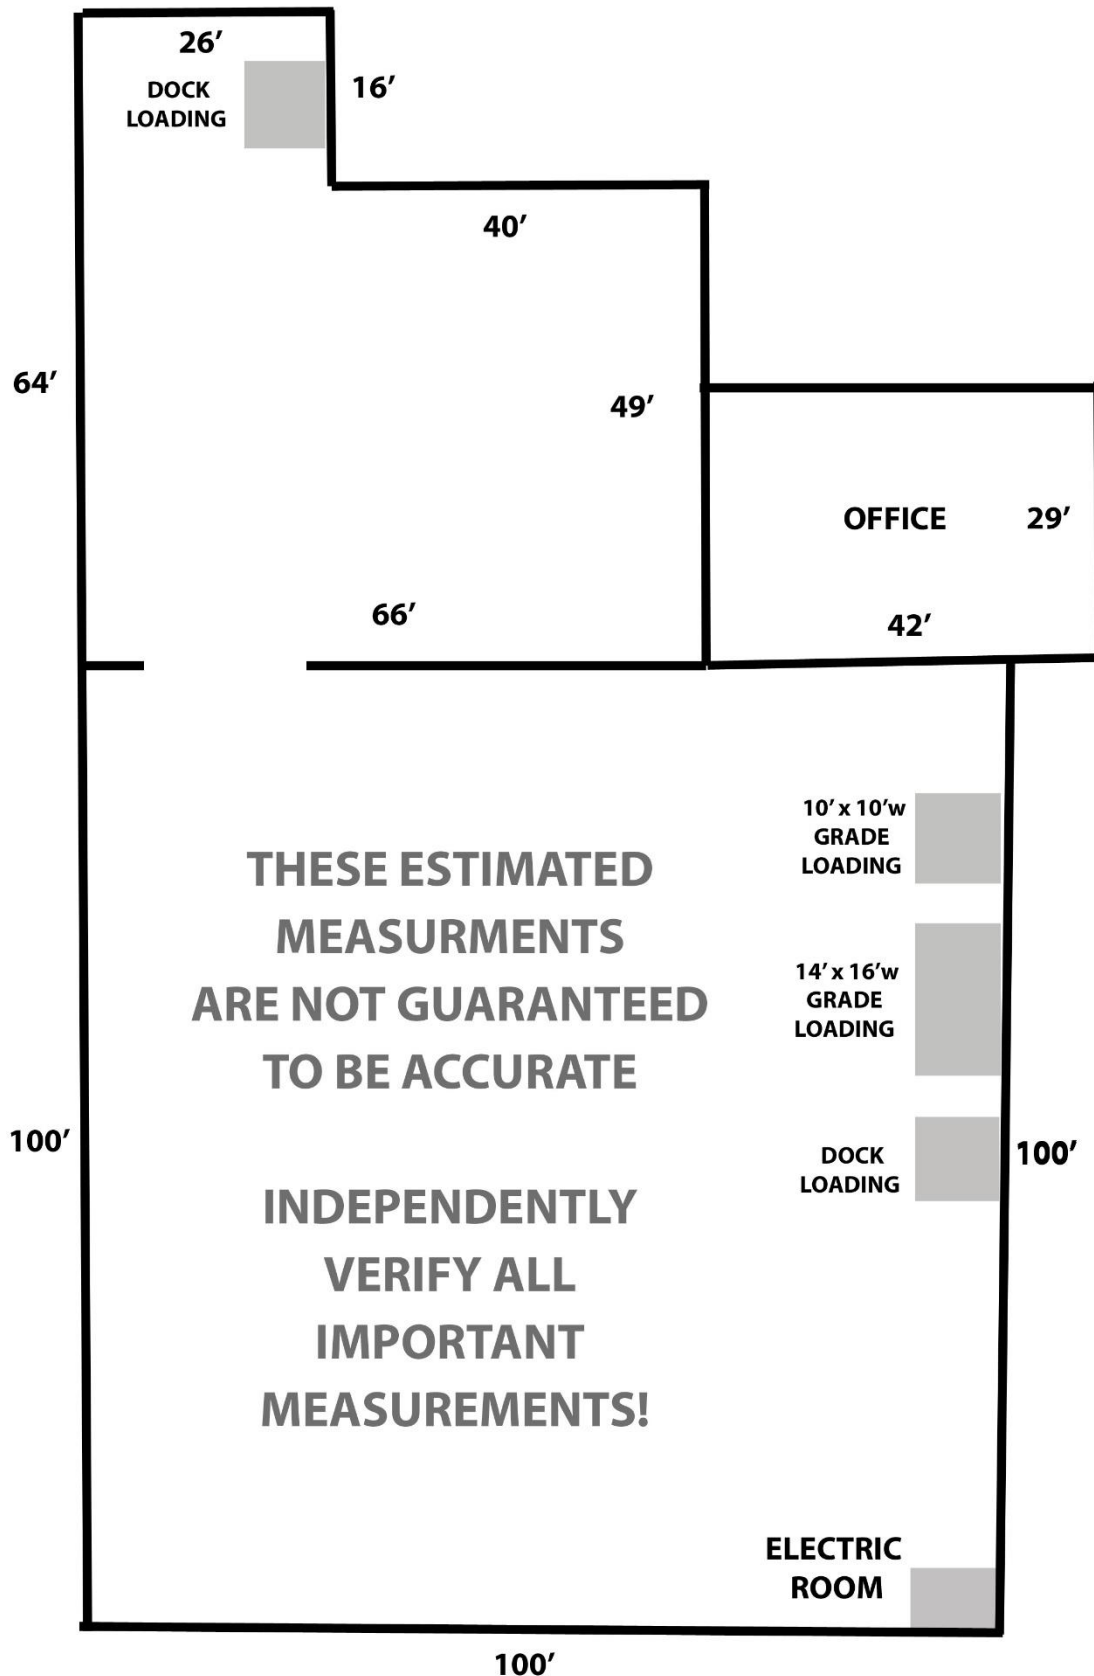 26’
DOCK
LOADING
16’
40’
64’
49’
OFFICE
29’
66’
42’
10’ x 10’w
GRADE
LOADING
THESE ESTIMATED
MEASURMENTS
ARE NOT GUARANTEED
TO BE ACCURATE
14’ x 16’w
GRADE
LOADING
100’
DOCK
LOADING
100’
INDEPENDENTLY
VERIFY ALL
IMPORTANT
MEASUREMENTS!
ELECTRIC
ROOM
100’